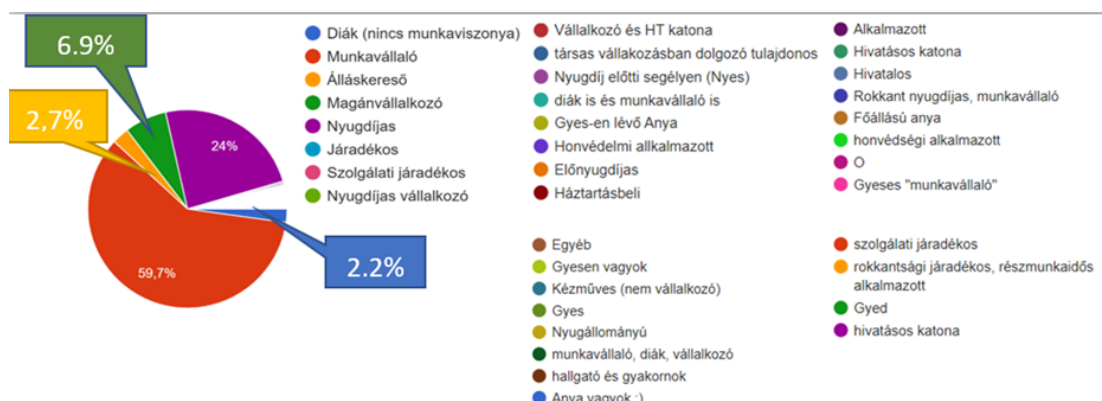 6.9%
2,7%
24%
59,7%
2.2%
Diák (nincs munkaviszonya)
Munkavállaló
Álláskereső
Magánvállalkozó
Nyugdíjas
Járadékos
Szolgálati járadékos
Nyugdíjas vállalkozó
Vállalkozó és HT katona
társas vállakozásban dolgozó tulajdonos
Nyugdíj előtti segélyen (Nyes)
diák is és munkavállaló is
Gyes-en lévő Anya
Honvédelmi allkalmazott
Előnyugdíjas
Háztartásbeli
Alkalmazott
Hivatásos katona
Hivatalos
Rokkant nyugdíjas, munkavállaló
Főállású anya
honvédségi alkalmazott
O
Gyeses "munkavállaló"
Egyéb
Gyesen vagyok
Kézműves (nem vállalkozó)
Gyes
Nyugállományú
munkavállaló, diák, vállalkozó
hallgató és gyakornok
Anya vagyok :)
szolgálati járadékos
rokkantsági járadékos, részmunkaidős
alkalmazott
Gyed
hivatásos katona